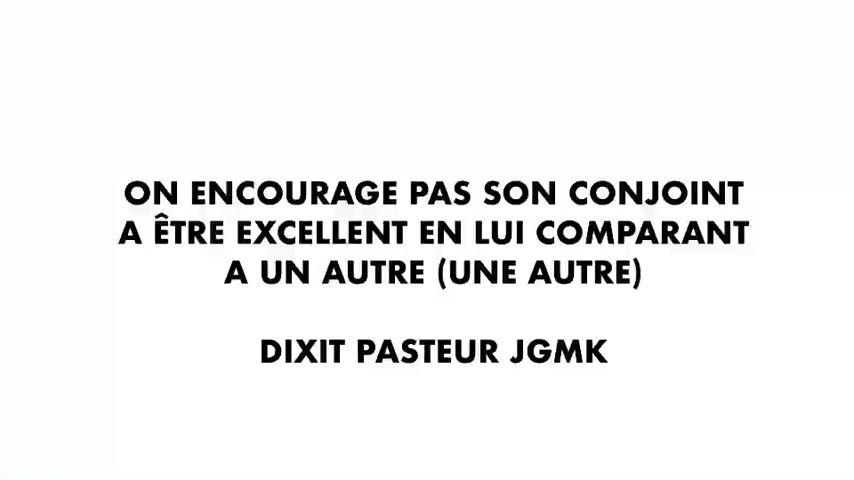 ON ENCOURAGE PAS SON CONJOINT
A ÊTRE EXCELLENT EN LUI COMPARANT
A UN AUTRE (UNE AUTRE)
DIXIT PASTEUR JGMK